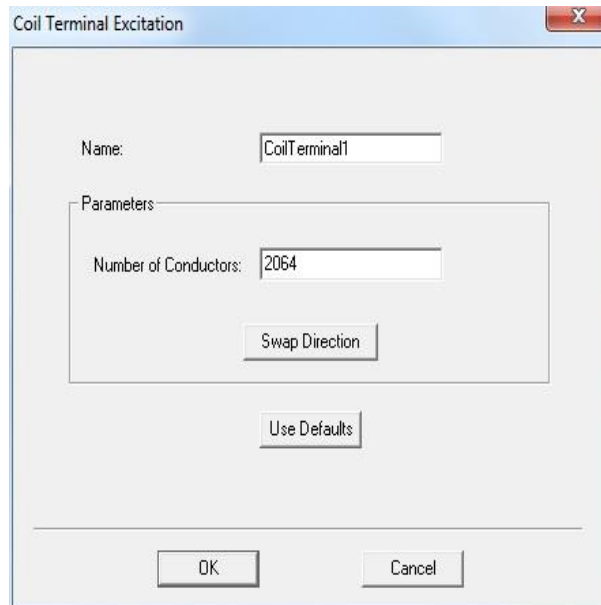 Coil Terminal Excitation
X
Name: CoilTerminal1
Parameters
Number of Conductors: 2064
Swap Direction
Use Defaults
OK Cancel